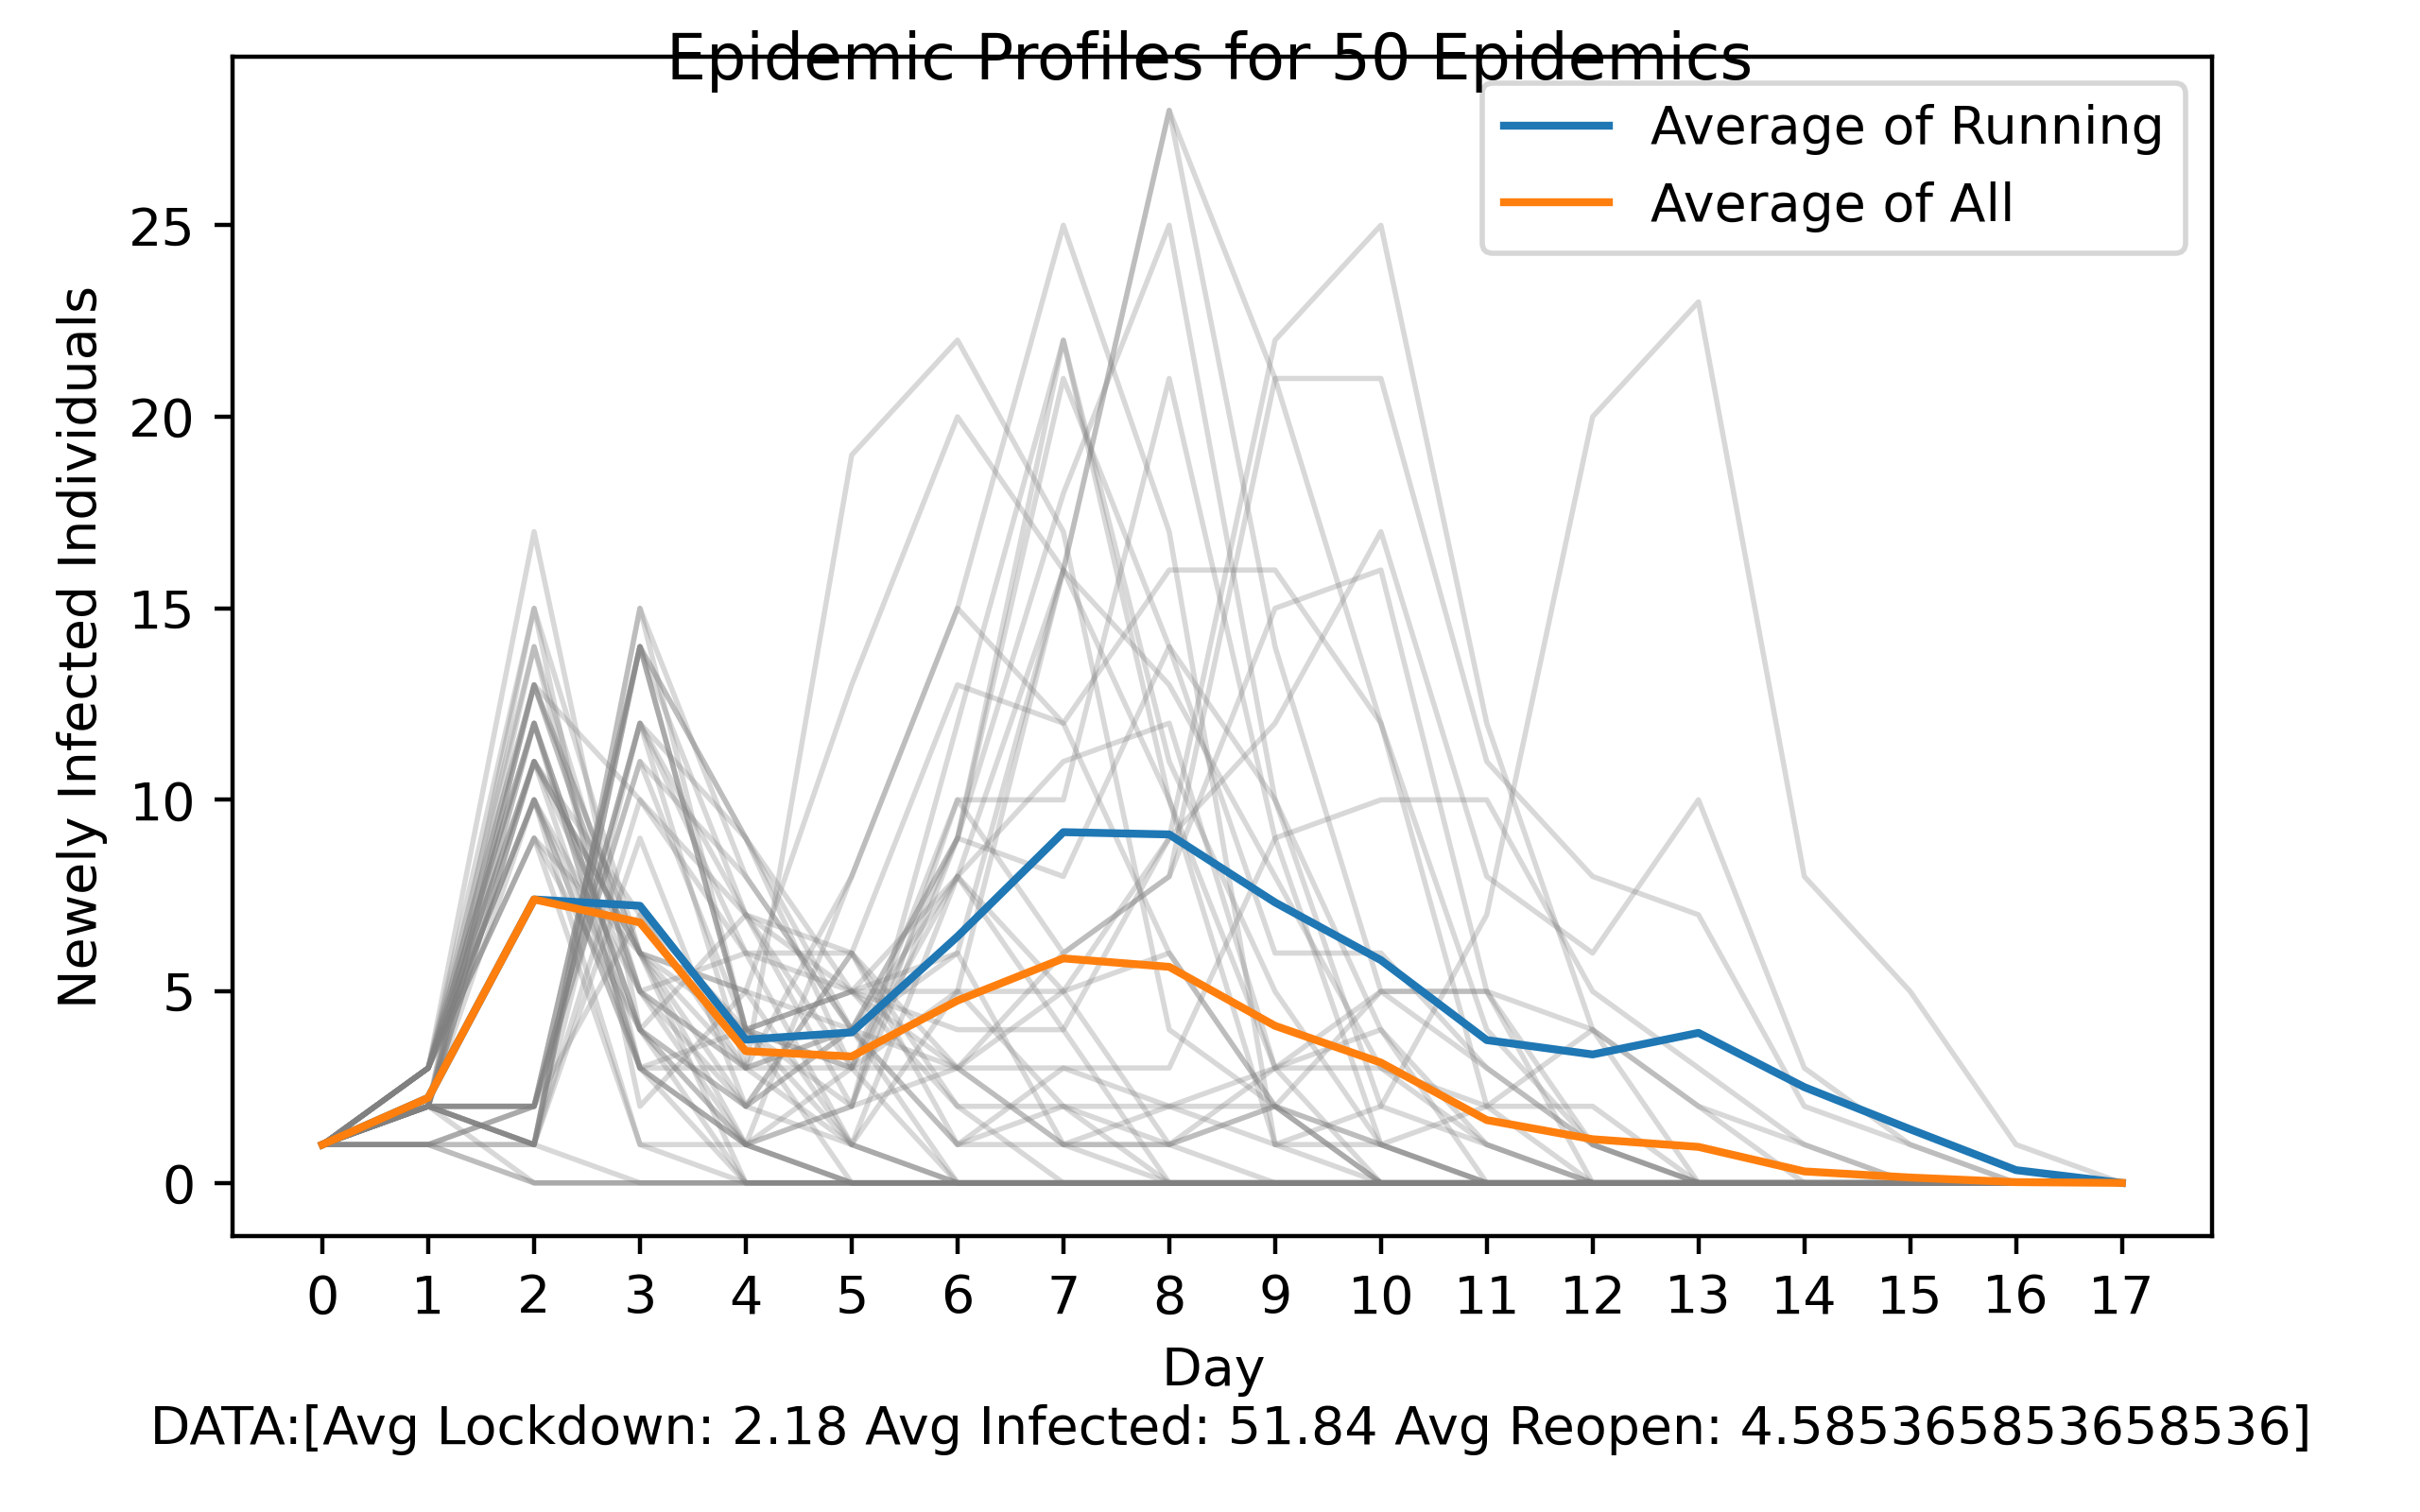 Epidemic Profiles for 50 Epidemics
Average of Running
Average of All
Newely Infected Individuals
25
20
15
10
5
0
0 1 2 3 4 5 6 7 8 9 10 11 12 13 14 15 16 17
Day
DATA:[Avg Lockdown: 2.18 Avg Infected: 51.84 Avg Reopen: 4.585365853658536]